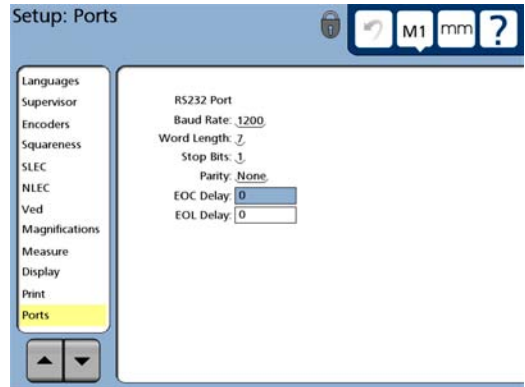 Setup: Ports
M1 mm ?
Languages
Supervisor
Encoders
Squareness
SLEC
NLEC
Ved
Magnifications
Measure
Display
Print
Ports
RS232 Port
Baud Rate: 1200
Word Length: 7
Stop Bits: 1
Parity: None
EOC Delay: 0
EOL Delay: 0